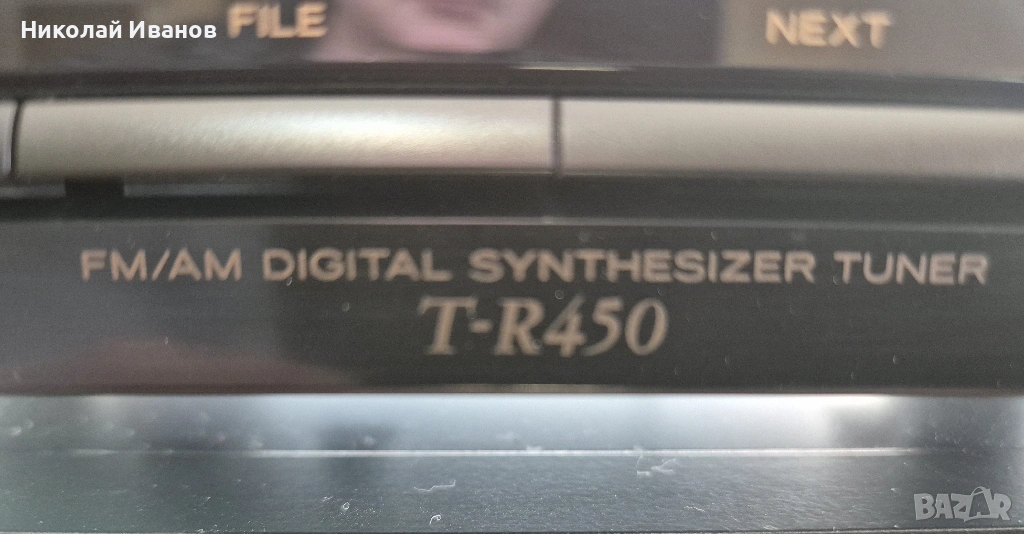 Николай Иванов
FILE NEXT
FM/AM DIGITAL SYNTHESIZER TUNER
T-R450
BAZAR